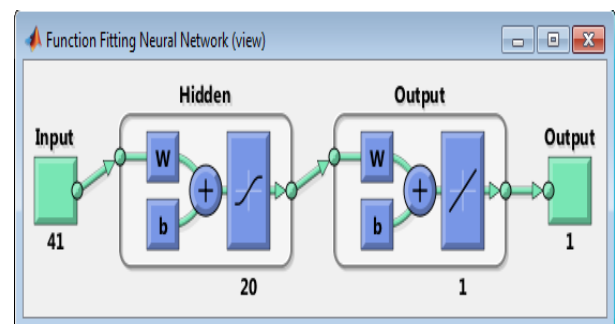 Function Fitting Neural Network (view)
Hidden Output
Input Output
W W
+ +
b b
41 1
20 1